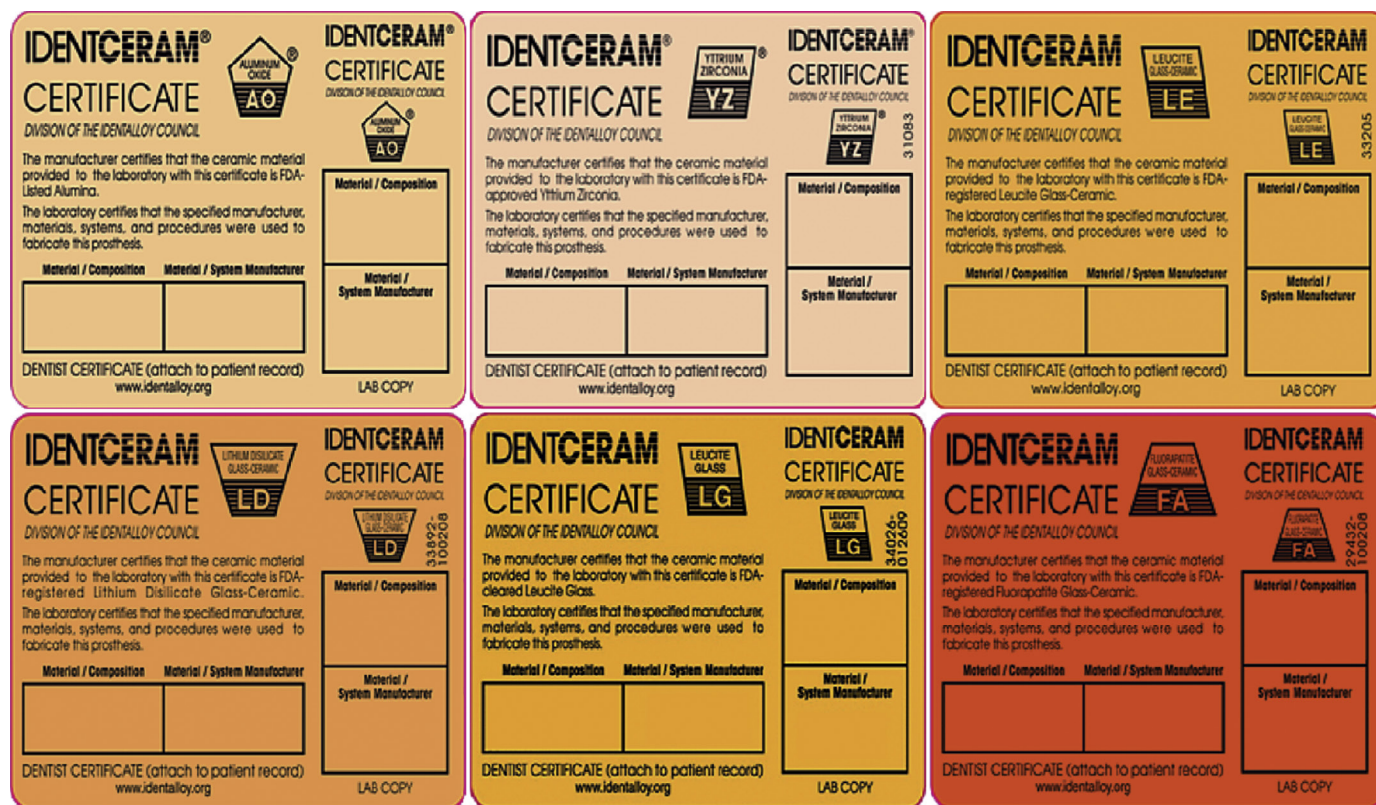 IDENTCERAM®
CERTIFICATE
DIVISION OF THE IDENTALLOY COUNCIL
ALUMINUM
OXIDE
AO
®
The manufacturer certifies that the ceramic material
provided to the laboratory with this certificate is FDA-
Listed Alumina.
The laboratory certifies that the specified manufacturer,
materials, systems, and procedures were used to
fabricate this prosthesis.
Material / Composition Material / System Manufacturer
DENTIST CERTIFICATE (attach to patient record)
www.identalloy.org
IDENTCERAM®
CERTIFICATE
DIVISION OF THE IDENTALLOY COUNCIL
ALUMINUM
OXIDE
AO
®
Material / Composition
Material /
System Manufacturer
LAB COPY
IDENTCERAM®
CERTIFICATE
DIVISION OF THE IDENTALLOY COUNCIL
YTTRIUM
ZIRCONIA
YZ
®
The manufacturer certifies that the ceramic material
provided to the laboratory with this certificate is FDA-
approved Yttrium Zirconia.
The laboratory certifies that the specified manufacturer,
materials, systems, and procedures were used to
fabricate this prosthesis.
Material / Composition Material / System Manufacturer
DENTIST CERTIFICATE (attach to patient record)
www.identalloy.org
IDENTCERAM®
CERTIFICATE
DIVISION OF THE IDENTALLOY COUNCIL
YTTRIUM
ZIRCONIA
YZ
®
31083
Material / Composition
Material /
System Manufacturer
LAB COPY
IDENTCERAM
CERTIFICATE
DIVISION OF THE IDENTALLOY COUNCIL
LEUCITE
GLASS-CERAMIC
LE
The manufacturer certifies that the ceramic material
provided to the laboratory with this certificate is FDA-
registered Leucite Glass-Ceramic.
The laboratory certifies that the specified manufacturer,
materials, systems, and procedures were used to
fabricate this prosthesis.
Material / Composition Material / System Manufacturer
DENTIST CERTIFICATE (attach to patient record)
www.identalloy.org
IDENTCERAM
CERTIFICATE
DIVISION OF THE IDENTALLOY COUNCIL
LEUCITE
GLASS-CERAMIC
LE
33205
Material / Composition
Material /
System Manufacturer
LAB COPY
IDENTCERAM
CERTIFICATE
DIVISION OF THE IDENTALLOY COUNCIL
LITHIUM DISILICATE
GLASS-CERAMIC
LD
The manufacturer certifies that the ceramic material
provided to the laboratory with this certificate is FDA-
registered Lithium Disilicate Glass-Ceramic.
The laboratory certifies that the specified manufacturer,
materials, systems, and procedures were used to
fabricate this prosthesis.
Material / Composition Material / System Manufacturer
DENTIST CERTIFICATE (attach to patient record)
www.identalloy.org
IDENTCERAM
CERTIFICATE
DIVISION OF THE IDENTALLOY COUNCIL
LITHIUM DISILICATE
GLASS-CERAMIC
LD
33892-
100208
Material / Composition
Material /
System Manufacturer
LAB COPY
IDENTCERAM
CERTIFICATE
DIVISION OF THE IDENTALLOY COUNCIL
LEUCITE
GLASS
LG
The manufacturer certifies that the ceramic material
provided to the laboratory with this certificate is FDA-
cleared Leucite Glass.
The laboratory certifies that the specified manufacturer,
materials, systems, and procedures were used to
fabricate this prosthesis.
Material / Composition Material / System Manufacturer
DENTIST CERTIFICATE (attach to patient record)
www.identalloy.org
IDENTCERAM
CERTIFICATE
DIVISION OF THE IDENTALLOY COUNCIL
LEUCITE
GLASS
LG
34026-
012609
Material / Composition
Material /
System Manufacturer
LAB COPY
IDENTCERAM
CERTIFICATE
DIVISION OF THE IDENTALLOY COUNCIL
FLUORAPATITE
GLASS-CERAMIC
FA
The manufacturer certifies that the ceramic material
provided to the laboratory with this certificate is FDA-
registered Fluorapatite Glass-Ceramic.
The laboratory certifies that the specified manufacturer,
materials, systems, and procedures were used to
fabricate this prosthesis.
Material / Composition Material / System Manufacturer
DENTIST CERTIFICATE (attach to patient record)
www.identalloy.org
IDENTCERAM
CERTIFICATE
DIVISION OF THE IDENTALLOY COUNCIL
FLUORAPATITE
GLASS-CERAMIC
FA
29432-
100208
Material / Composition
Material /
System Manufacturer
LAB COPY